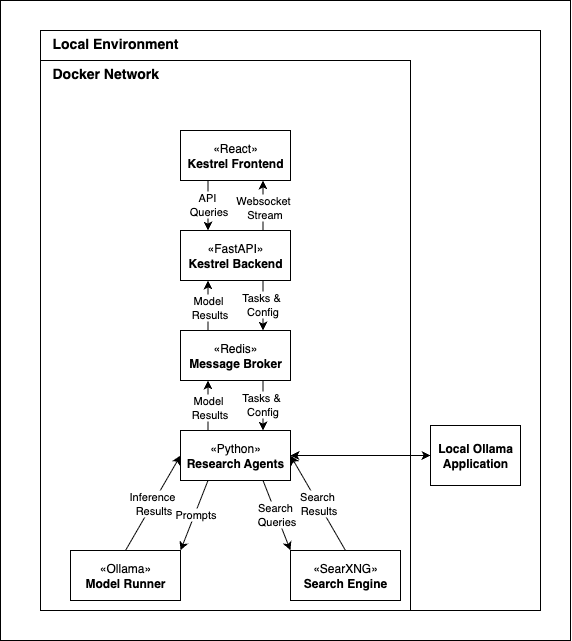 Local Environment
Docker Network
«React»
Kestrel Frontend
API
Queries
Websocket
Stream
«FastAPI»
Kestrel Backend
Model
Results
Tasks &
Config
«Redis»
Message Broker
Model
Results
Tasks &
Config
«Python»
Research Agents
Local Ollama
Application
Inference
Results
Prompts
Search
Queries
Search
Results
«Ollama»
Model Runner
«SearXNG»
Search Engine